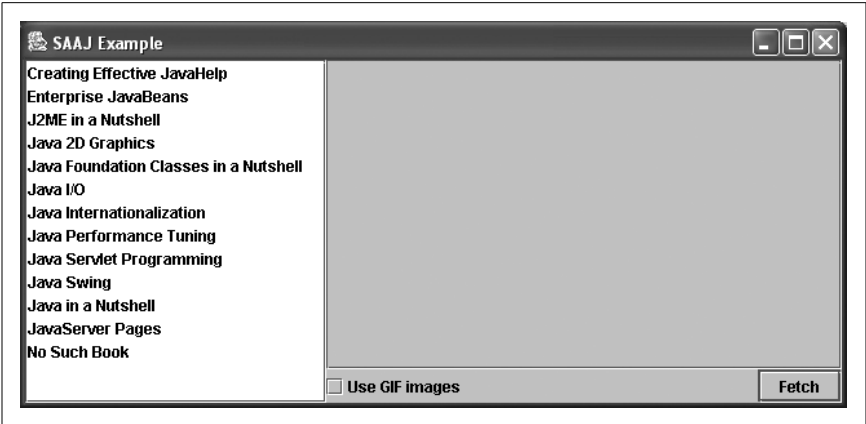 SAAJ Example
Creating Effective JavaHelp
Enterprise JavaBeans
J2ME in a Nutshell
Java 2D Graphics
Java Foundation Classes in a Nutshell
Java I/O
Java Internationalization
Java Performance Tuning
Java Servlet Programming
Java Swing
Java in a Nutshell
JavaServer Pages
No Such Book
Use GIF images
Fetch